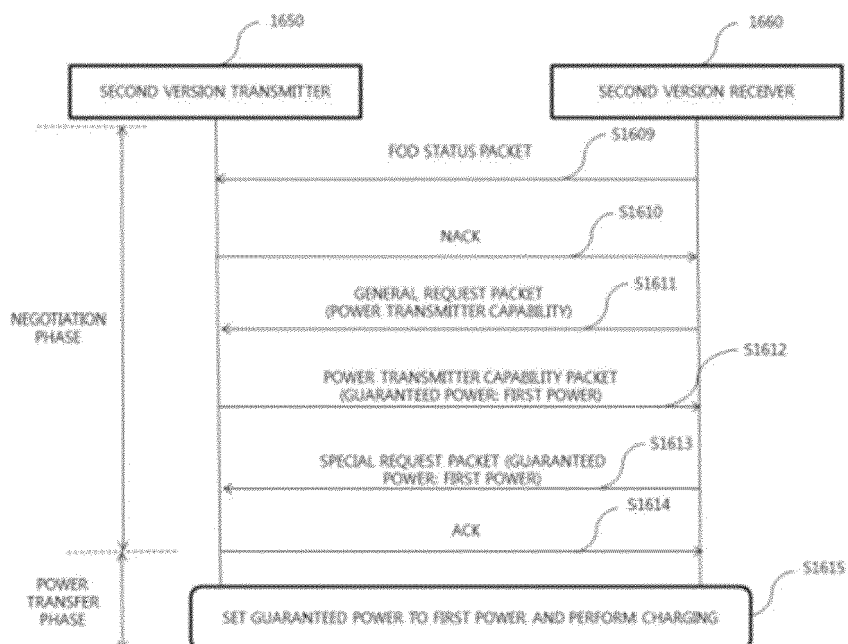 1650
1660
SECOND VERSION TRANSMITTER
SECOND VERSION RECEIVER
S1609
FOD STATUS PACKET
S1610
NACK
S1611
GENERAL REQUEST PACKET
(POWER TRANSMITTER CAPABILITY)
NEGOTIATION
PHASE
S1612
POWER TRANSMITTER CAPABILITY PACKET
(GUARANTEED POWER: FIRST POWER)
S1613
SPECIAL REQUEST PACKET (GUARANTEED
POWER: FIRST POWER)
S1614
ACK
S1615
POWER
TRANSFER
PHASE
SET GUARANTEED POWER TO FIRST POWER AND PERFORM CHARGING